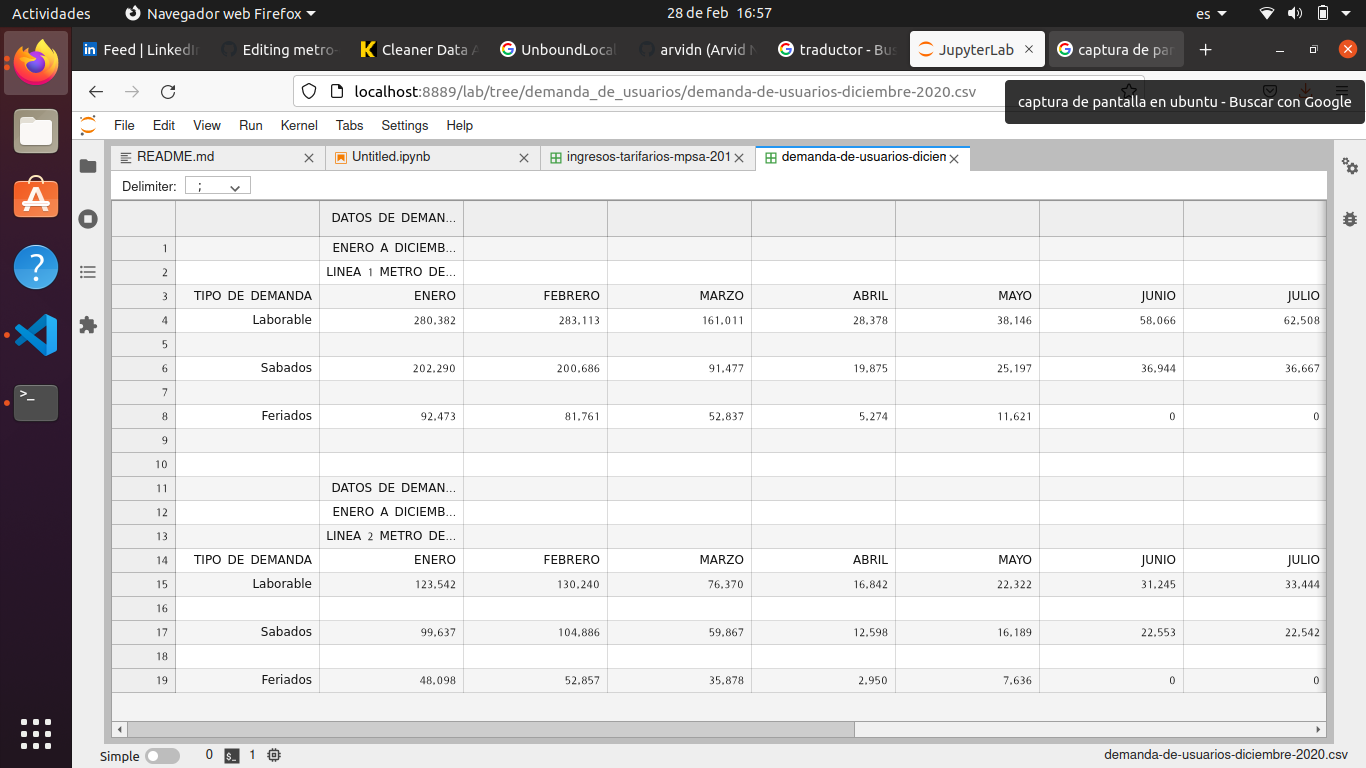 Actividades Navegador web Firefox 28 de feb 16:57 es
Feed | LinkedIn Editing metro- Cleaner Data A UnboundLocal arvidn (Arvid N traductor - Bus JupyterLab captura de pan
localhost:8889/lab/tree/demanda_de_usuarios/demanda-de-usuarios-diciembre-2020.csv
captura de pantalla en ubuntu - Buscar con Google
File Edit View Run Kernel Tabs Settings Help
README.md Untitled.ipynb ingresos-tarifarios-mpsa-201 demanda-de-usuarios-diciem
Delimiter: ;
DATOS DE DEMAN...
1 ENERO A DICIEMB...
2 LINEA 1 METRO DE...
3 TIPO DE DEMANDA ENERO FEBRERO MARZO ABRIL MAYO JUNIO JULIO
4 Laborable 280,382 283,113 161,011 28,378 38,146 58,066 62,508
5
6 Sabados 202,290 200,686 91,477 19,875 25,197 36,944 36,667
7
8 Feriados 92,473 81,761 52,837 5,274 11,621 0 0
9
10
11 DATOS DE DEMAN...
12 ENERO A DICIEMB...
13 LINEA 2 METRO DE...
14 TIPO DE DEMANDA ENERO FEBRERO MARZO ABRIL MAYO JUNIO JULIO
15 Laborable 123,542 130,240 76,370 16,842 22,322 31,245 33,444
16
17 Sabados 99,637 104,886 59,867 12,598 16,189 22,553 22,542
18
19 Feriados 48,098 52,857 35,878 2,950 7,636 0 0
Simple 0 1 demanda-de-usuarios-diciembre-2020.csv